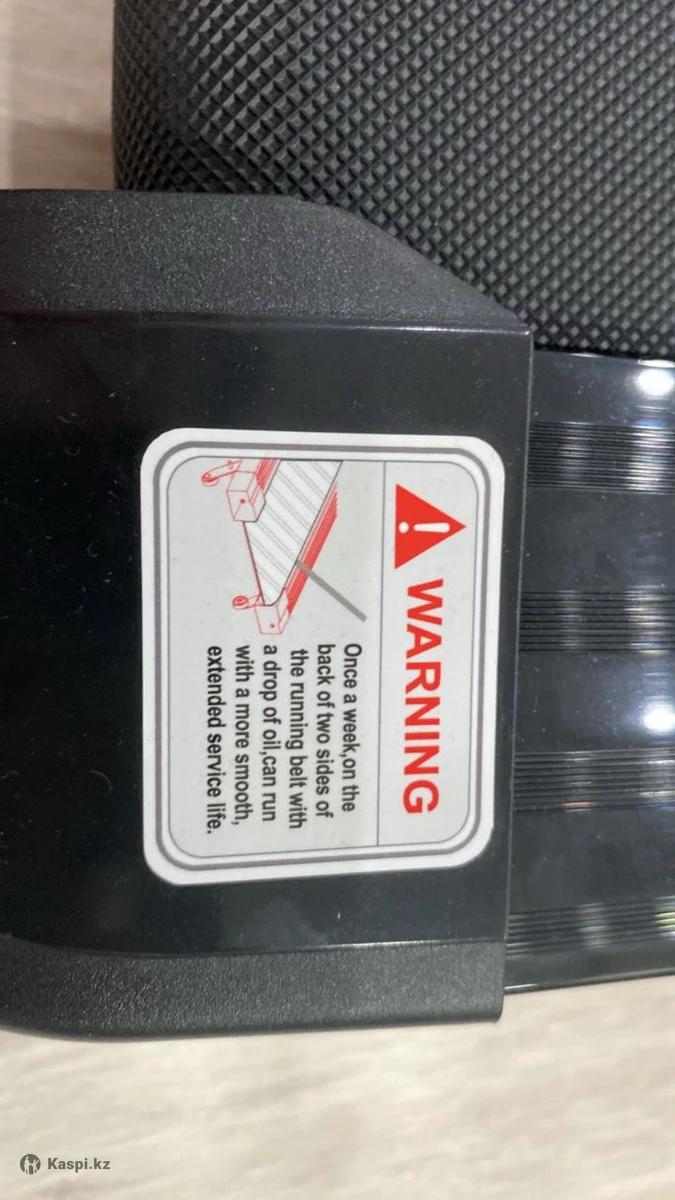 WARNING
Once a week,on the
back of two sides of
the running belt with
a drop of oil,can run
with a more smooth,
extended service life.
Kaspi.kz